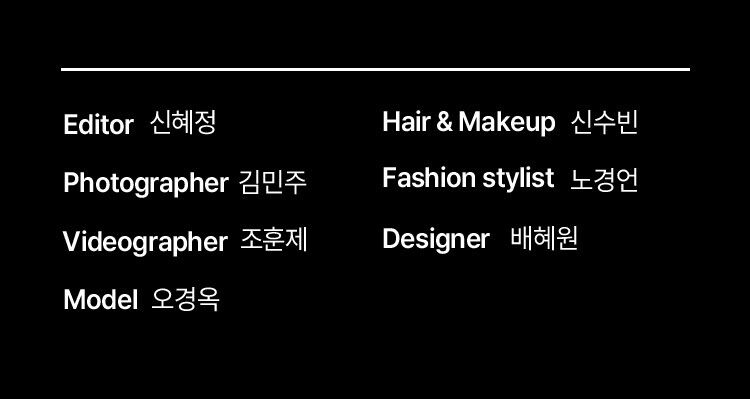 Editor 신혜정
Photographer 김민주
Videographer 조훈제
Model 오경옥
Hair & Makeup 신수빈
Fashion stylist 노경언
Designer 배혜원